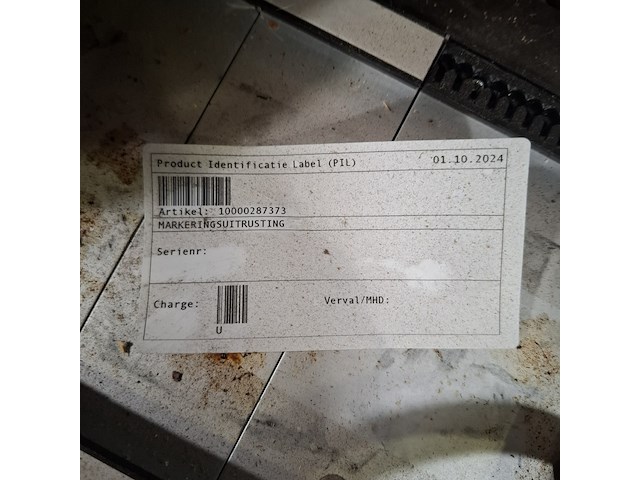 Product Identificatie Label (PIL) 01.10.2024
Artikel: 10000287373
MARKERINGSUITRUSTING
Serienr:
Charge: Verval/MHD:
U